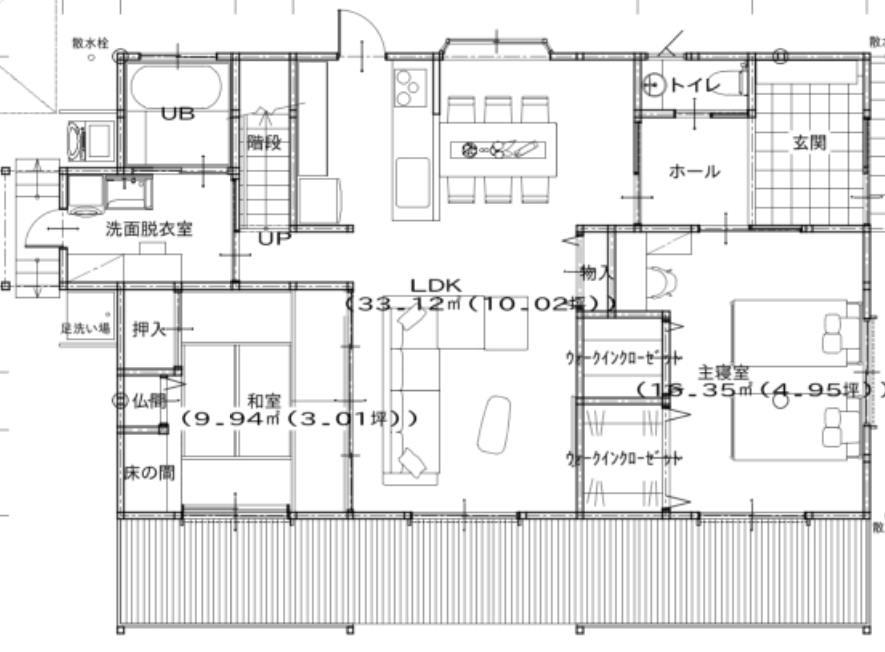 散水栓
散
UB
トイレ
階段
玄関
ホール
洗面脱衣室
UP
物入
LDK
(33.12㎡(10.02坪))
足洗い場
押入
ウォークインクローゼット
主寝室
(16.35㎡(4.95坪))
仏間
和室
(9.94㎡(3.01坪))
ウォークインクローゼット
床の間
散